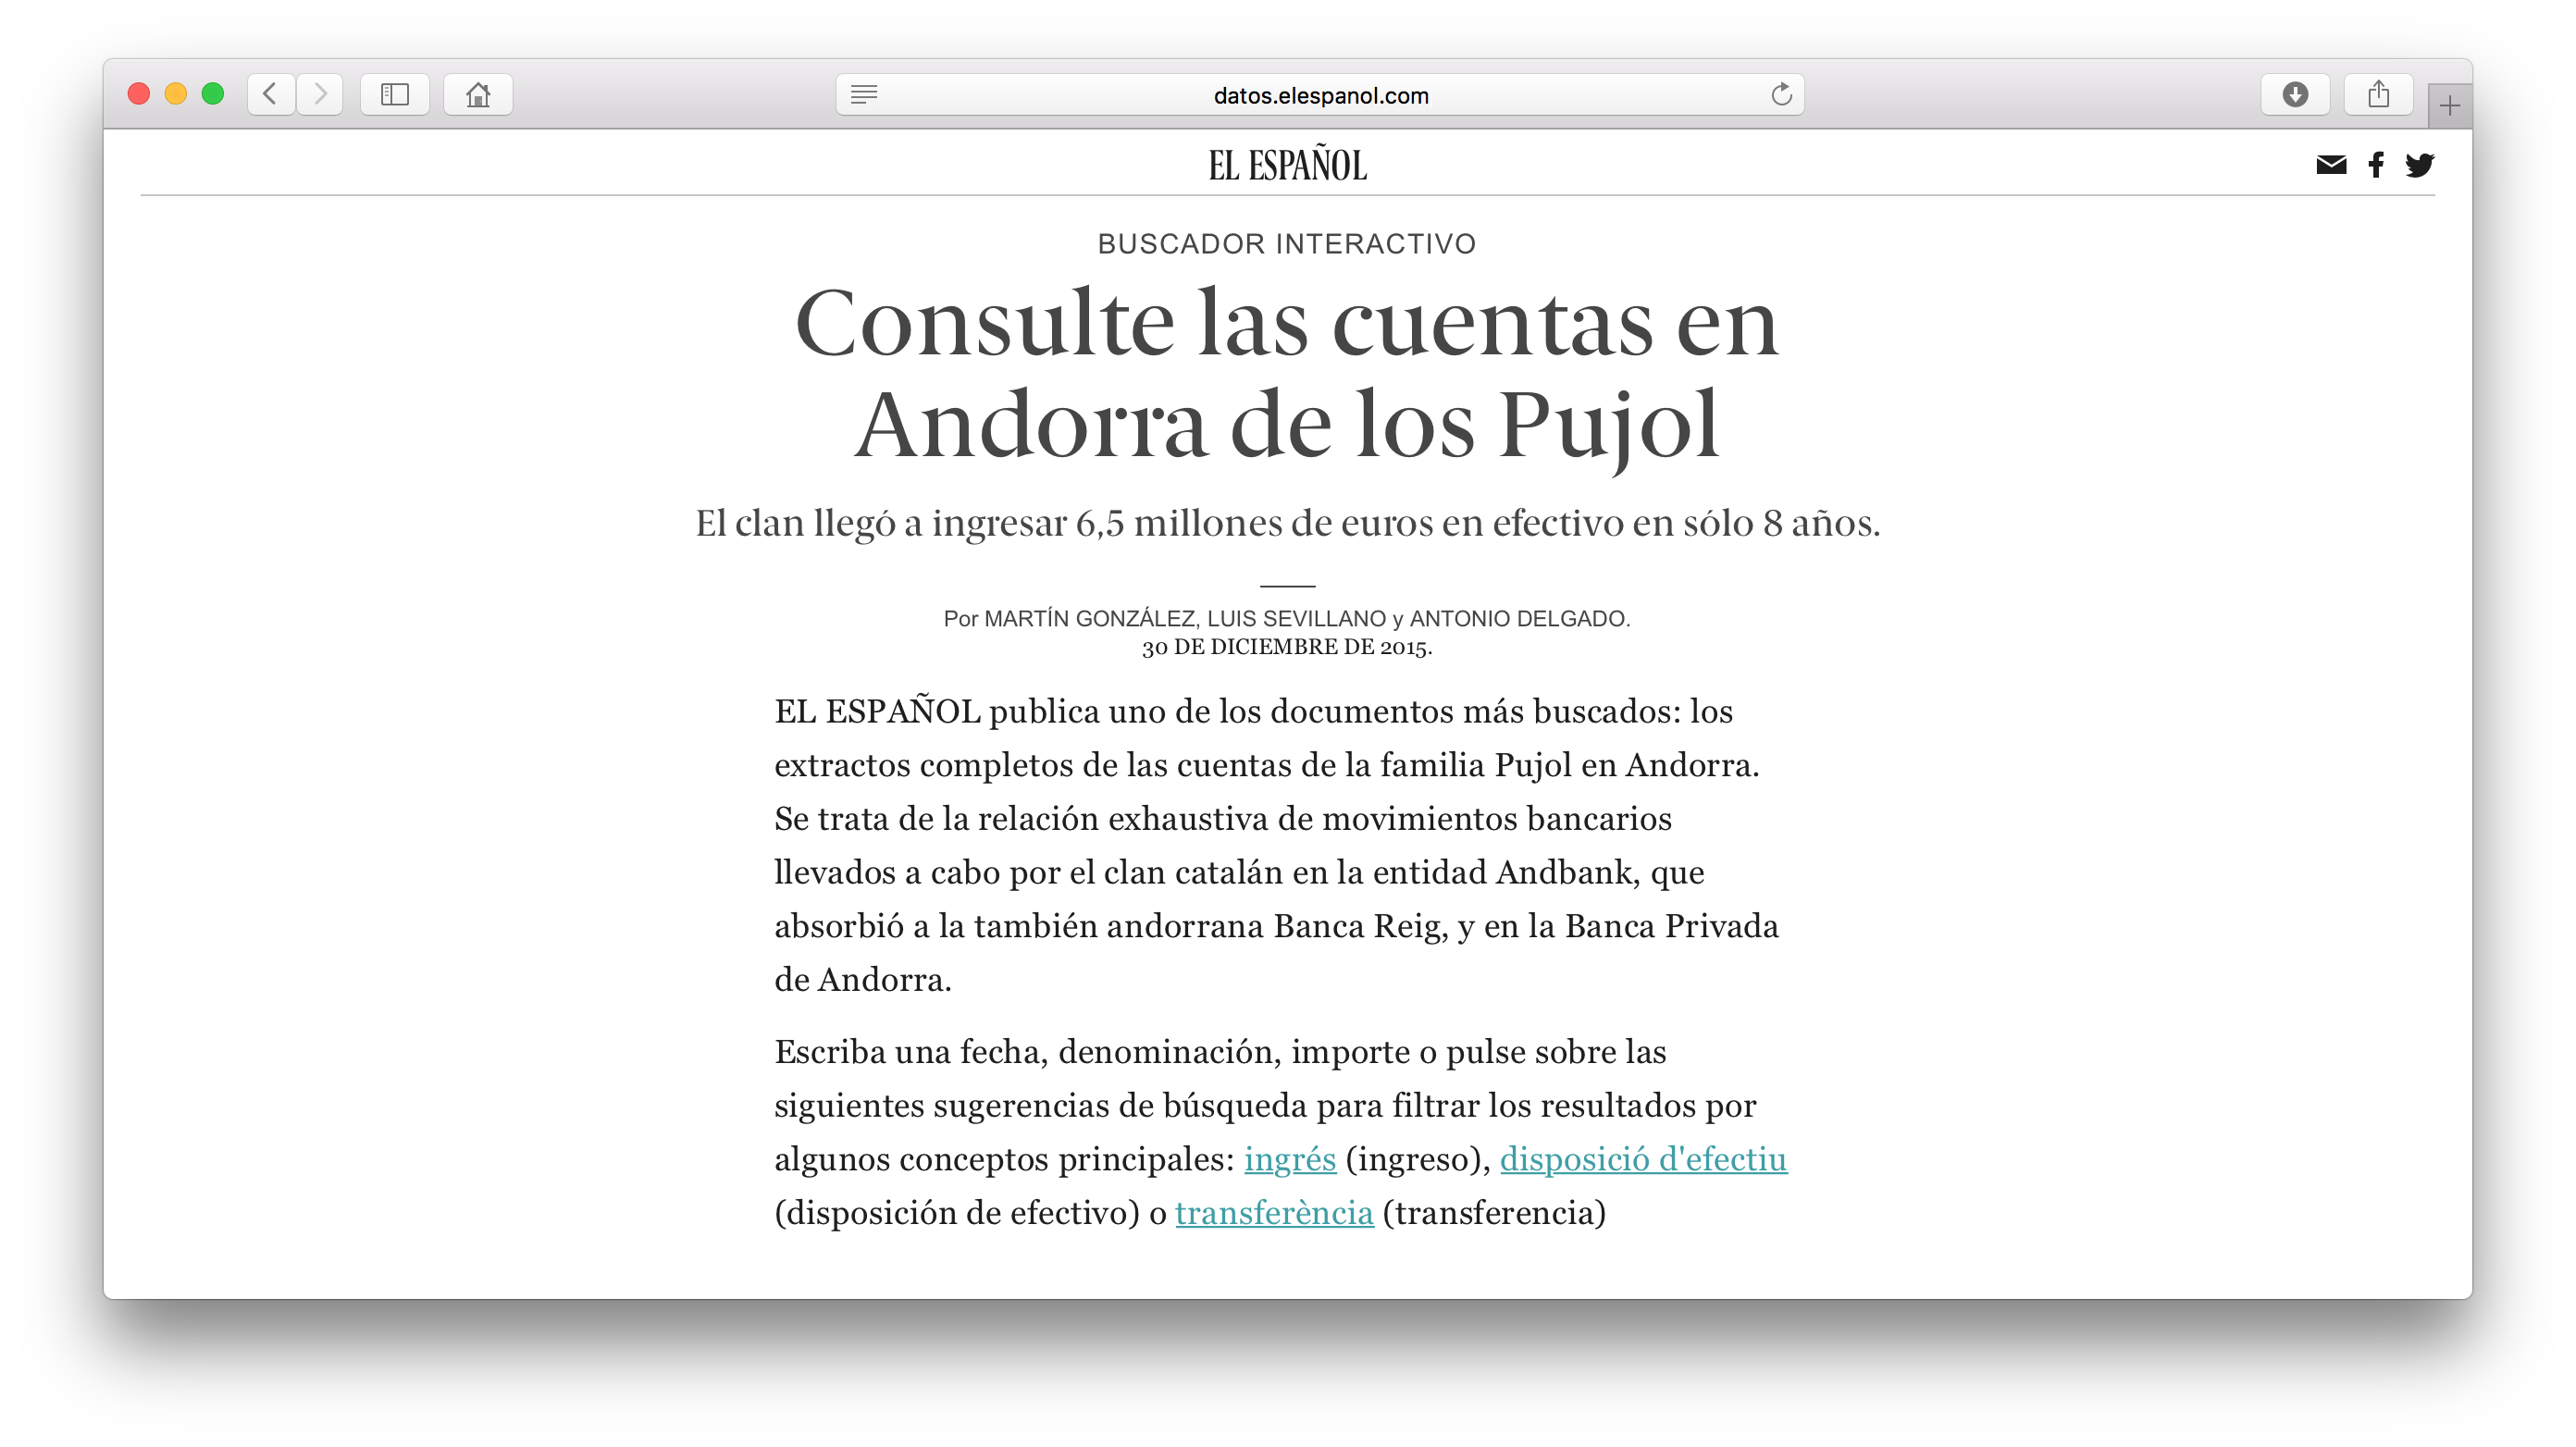 datos.elespanol.com
EL ESPAÑOL
BUSCADOR INTERACTIVO
Consulte las cuentas en
Andorra de los Pujol
El clan llegó a ingresar 6,5 millones de euros en efectivo en sólo 8 años.
Por MARTÍN GONZÁLEZ, LUIS SEVILLANO y ANTONIO DELGADO.
30 DE DICIEMBRE DE 2015.
EL ESPAÑOL publica uno de los documentos más buscados: los
extractos completos de las cuentas de la familia Pujol en Andorra.
Se trata de la relación exhaustiva de movimientos bancarios
llevados a cabo por el clan catalán en la entidad Andbank, que
absorbió a la también andorrana Banca Reig, y en la Banca Privada
de Andorra.
Escriba una fecha, denominación, importe o pulse sobre las
siguientes sugerencias de búsqueda para filtrar los resultados por
algunos conceptos principales: ingrés (ingreso), disposició d'efectiu
(disposición de efectivo) o transferència (transferencia)